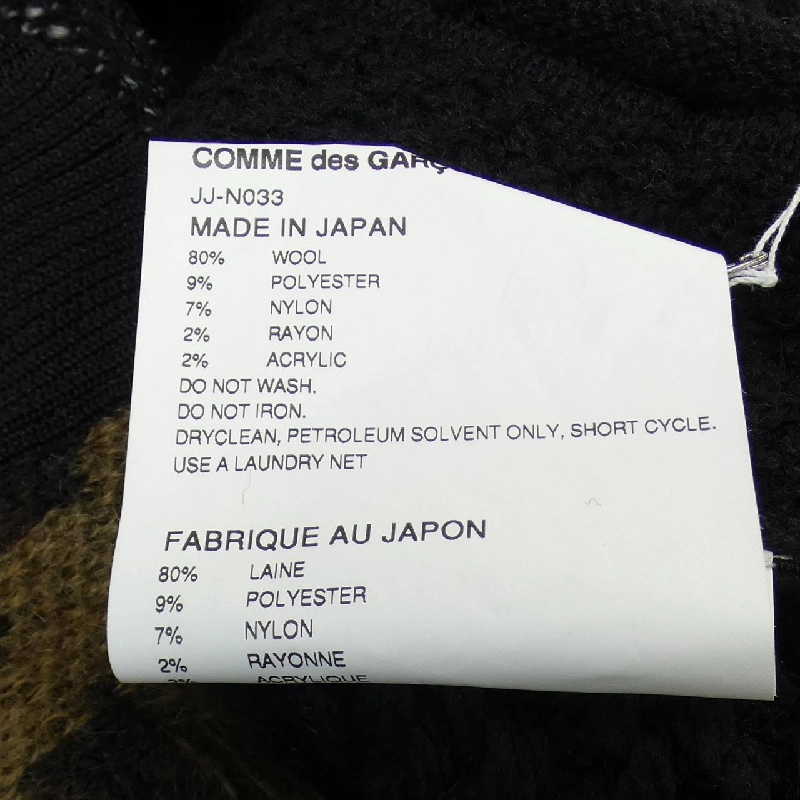 COMME des GARÇ
JJ-N033
MADE IN JAPAN
80% WOOL
9% POLYESTER
7% NYLON
2% RAYON
2% ACRYLIC
DO NOT WASH.
DO NOT IRON.
DRYCLEAN, PETROLEUM SOLVENT ONLY, SHORT CYCLE.
USE A LAUNDRY NET
FABRIQUE AU JAPON
80% LAINE
9% POLYESTER
7% NYLON
2% RAYONNE
2% ACRYLIQUE